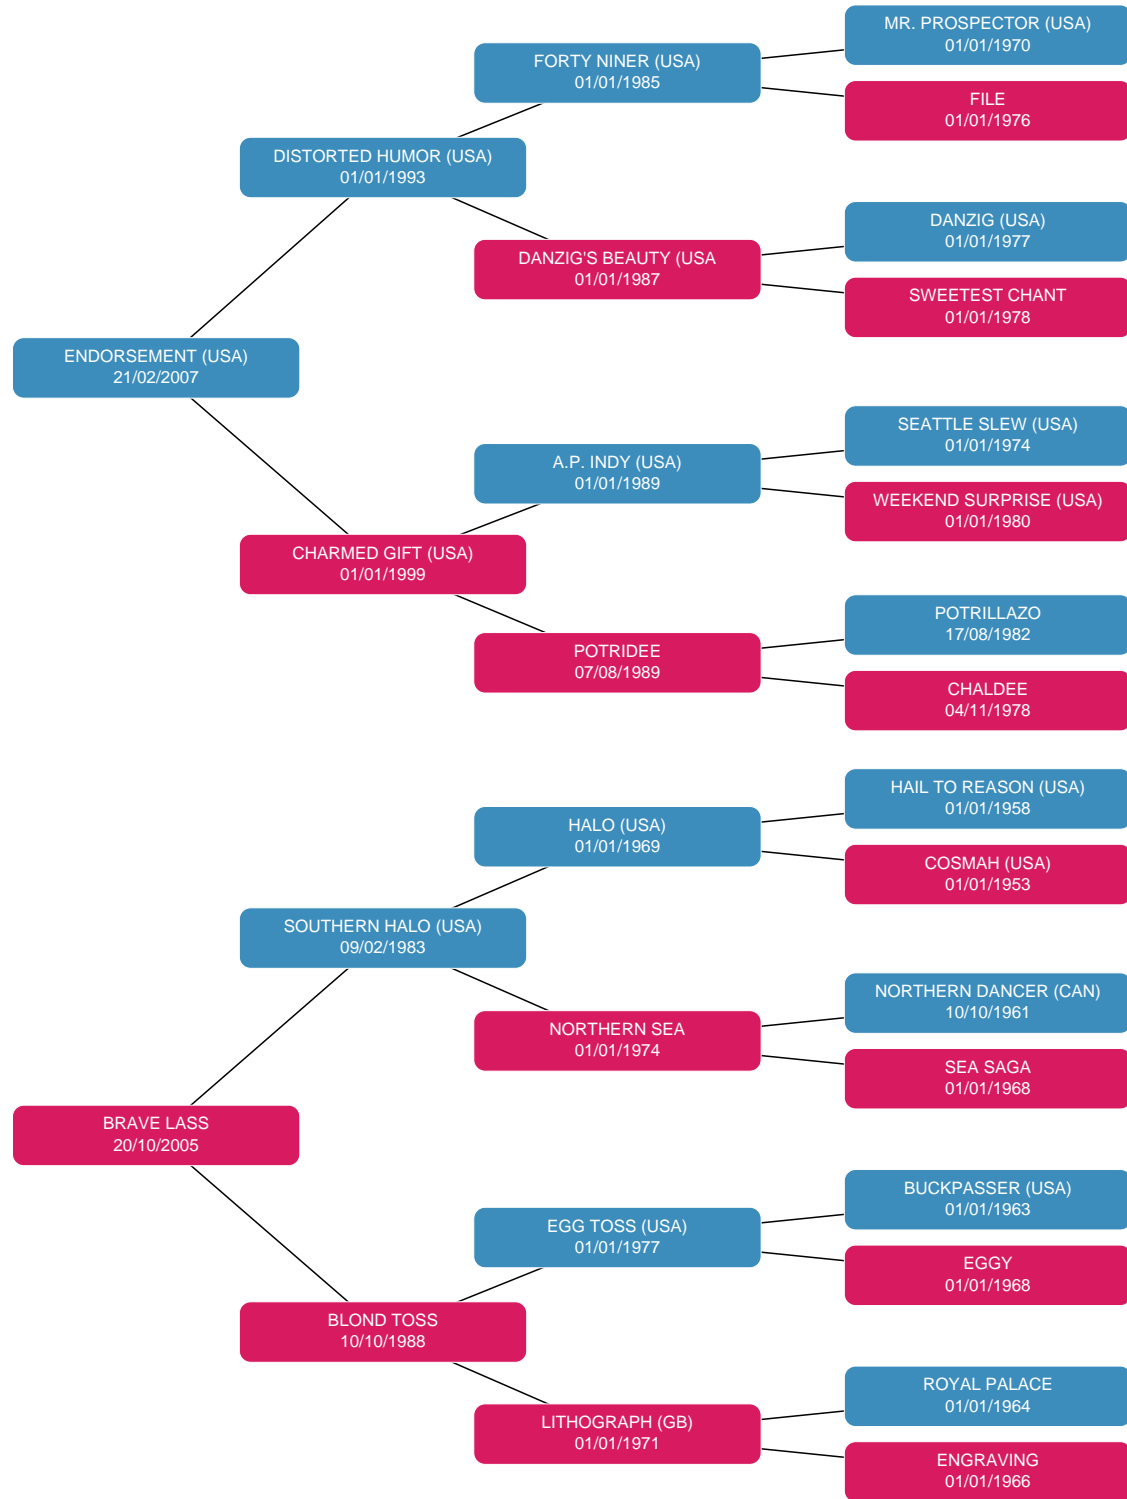 MR. PROSPECTOR (USA)
01/01/1970
FORTY NINER (USA)
01/01/1985
FILE
01/01/1976
DISTORTED HUMOR (USA)
01/01/1993
DANZIG (USA)
01/01/1977
DANZIG'S BEAUTY (USA
01/01/1987
SWEETEST CHANT
01/01/1978
ENDORSEMENT (USA)
21/02/2007
SEATTLE SLEW (USA)
01/01/1974
A.P. INDY (USA)
01/01/1989
WEEKEND SURPRISE (USA)
01/01/1980
CHARMED GIFT (USA)
01/01/1999
POTRILLAZO
17/08/1982
POTRIDEE
07/08/1989
CHALDEE
04/11/1978
HAIL TO REASON (USA)
01/01/1958
HALO (USA)
01/01/1969
COSMAH (USA)
01/01/1953
SOUTHERN HALO (USA)
09/02/1983
NORTHERN DANCER (CAN)
10/10/1961
NORTHERN SEA
01/01/1974
SEA SAGA
01/01/1968
BRAVE LASS
20/10/2005
BUCKPASSER (USA)
01/01/1963
EGG TOSS (USA)
01/01/1977
EGGY
01/01/1968
BLOND TOSS
10/10/1988
ROYAL PALACE
01/01/1964
LITHOGRAPH (GB)
01/01/1971
ENGRAVING
01/01/1966